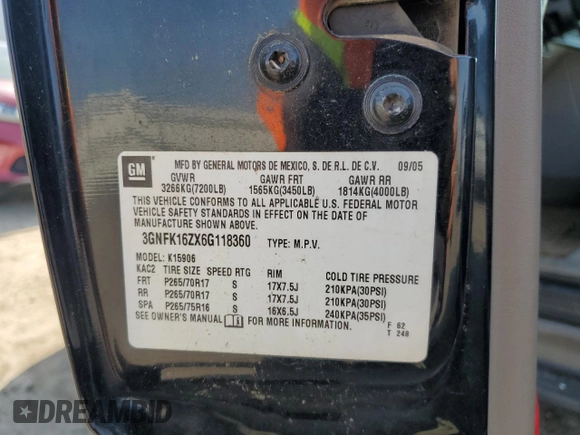 GM
MFD BY GENERAL MOTORS DE MEXICO, S. DE R.L. DE C.V. 09/05
GVWR GAWR FRT GAWR RR
3266KG(7200LB) 1565KG(3450LB) 1814KG(4000LB)
THIS VEHICLE CONFORMS TO ALL APPLICABLE U.S. FEDERAL MOTOR
VEHICLE SAFETY STANDARDS IN EFFECT ON THE DATE OF
MANUFACTURE SHOWN ABOVE.
3GNFK16ZX6G118360 TYPE: M.P.V.
MODEL: K15906
KAC2 TIRE SIZE SPEED RTG RIM COLD TIRE PRESSURE
FRT P265/70R17 S 17X7.5J 210KPA(30PSI)
RR P265/70R17 S 17X7.5J 210KPA(30PSI)
SPA P265/75R16 S 16X6.5J 240KPA(35PSI)
SEE OWNER'S MANUAL FOR MORE INFORMATION.
F 62
T 248
DREAMBID